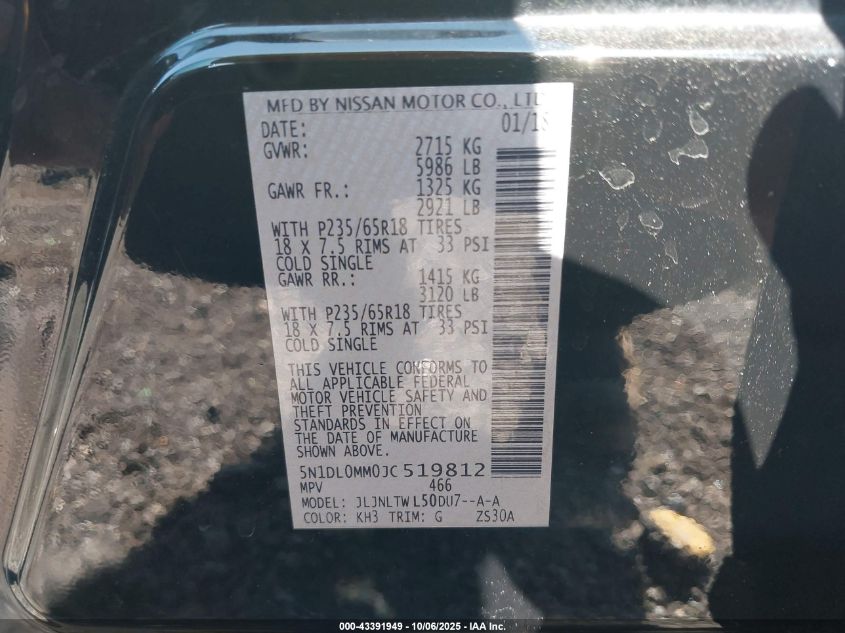 MFD BY NISSAN MOTOR CO., LTD
DATE: 01/18
GVWR: 2715 KG
5986 LB
GAWR FR.: 1325 KG
2921 LB
WITH P235/65R18 TIRES
18 X 7.5 RIMS AT 33 PSI
COLD SINGLE
GAWR RR.: 1415 KG
3120 LB
WITH P235/65R18 TIRES
18 X 7.5 RIMS AT 33 PSI
COLD SINGLE
THIS VEHICLE CONFORMS TO
ALL APPLICABLE FEDERAL
MOTOR VEHICLE SAFETY AND
THEFT PREVENTION
STANDARDS IN EFFECT ON
THE DATE OF MANUFACTURE
SHOWN ABOVE.
5N1DL0MM0JC519812
MPV 466
MODEL: JLJNLTWL50DU7--A-A
COLOR: KH3 TRIM: G ZS30A
000-43391949 - 10/06/2025 - IAA Inc.